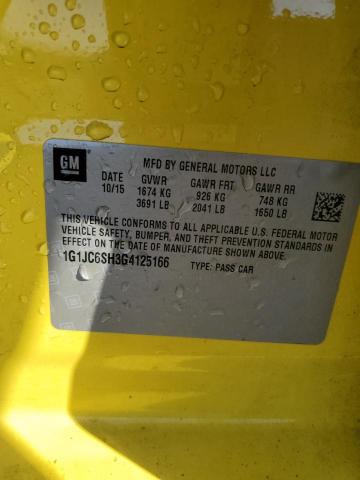 GM
MFD BY GENERAL MOTORS LLC
DATE GVWR GAWR FRT GAWR RR
10/15 1674 KG 926 KG 748 KG
3691 LB 2041 LB 1650 LB
THIS VEHICLE CONFORMS TO ALL APPLICABLE U.S. FEDERAL MOTOR
VEHICLE SAFETY, BUMPER, AND THEFT PREVENTION STANDARDS IN
EFFECT ON THE DATE OF MANUFACTURE SHOWN ABOVE.
1G1JC6SH3G4125166 TYPE: PASS CAR